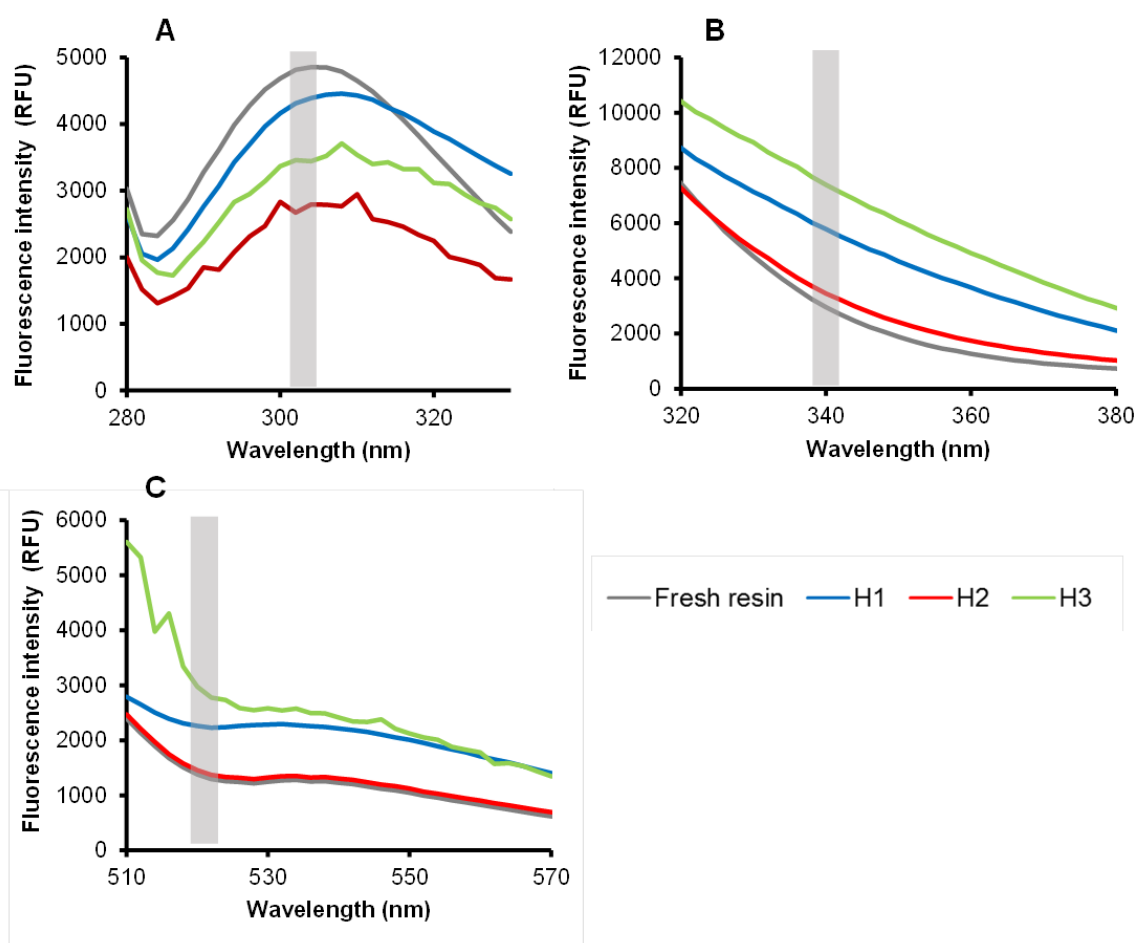 A
Fluorescence intensity (RFU)
5000
4000
3000
2000
1000
0
280 300 320
Wavelength (nm)
B
Fluorescence intensity (RFU)
12000
10000
8000
6000
4000
2000
0
320 340 360 380
Wavelength (nm)
C
Fluorescence intensity (RFU)
6000
5000
4000
3000
2000
1000
0
510 530 550 570
Wavelength (nm)
Fresh resin H1 H2 H3